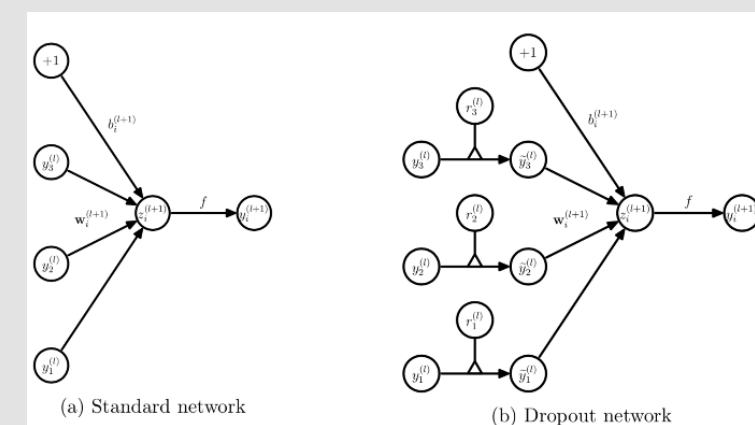 +1
b_i^{(l+1)}
y_3^{(l)}
w_i^{(l+1)}
z_i^{(l+1)}
f
y_i^{(l+1)}
y_2^{(l)}
y_1^{(l)}
(a) Standard network
+1
b_i^{(l+1)}
r_3^{(l)}
y_3^{(l)}
ỹ_3^{(l)}
r_2^{(l)}
w_i^{(l+1)}
z_i^{(l+1)}
f
y_i^{(l+1)}
y_2^{(l)}
ỹ_2^{(l)}
r_1^{(l)}
y_1^{(l)}
ỹ_1^{(l)}
(b) Dropout network